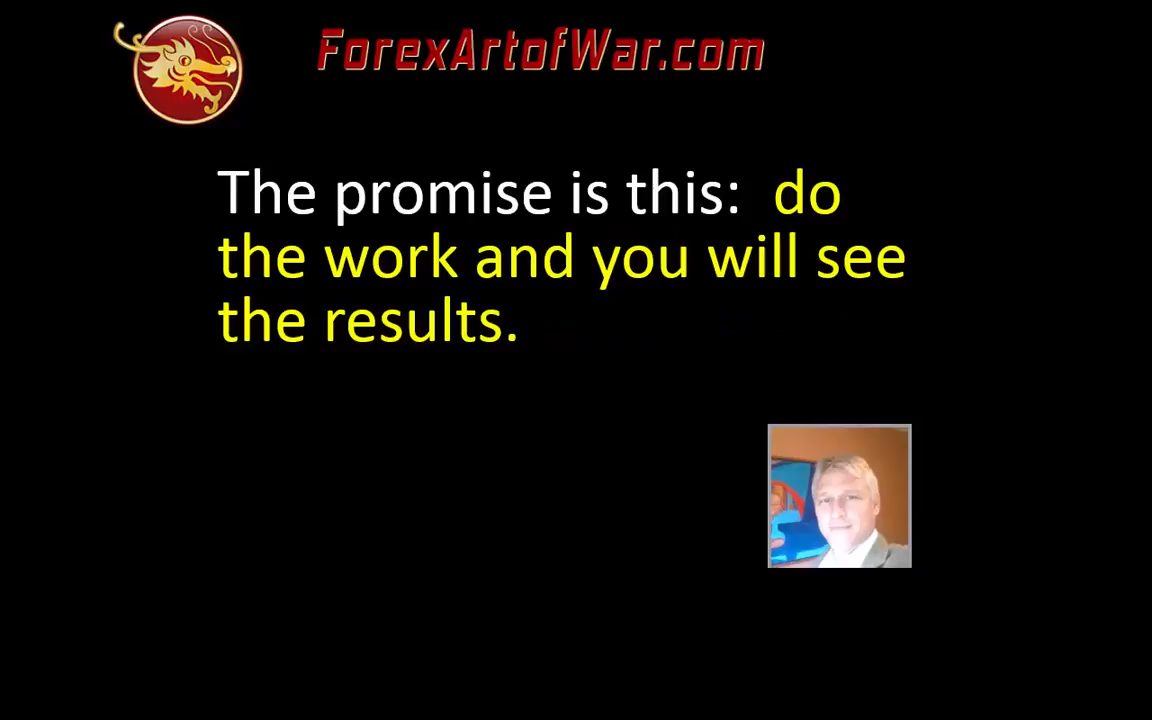 ForexArtofWar.com
The promise is this:  do
the work and you will see
the results.